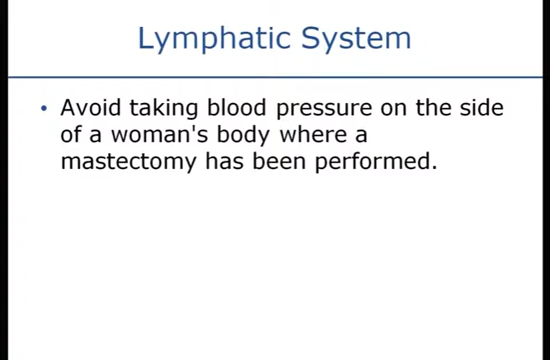 Lymphatic System
• Avoid taking blood pressure on the side
of a woman's body where a
mastectomy has been performed.